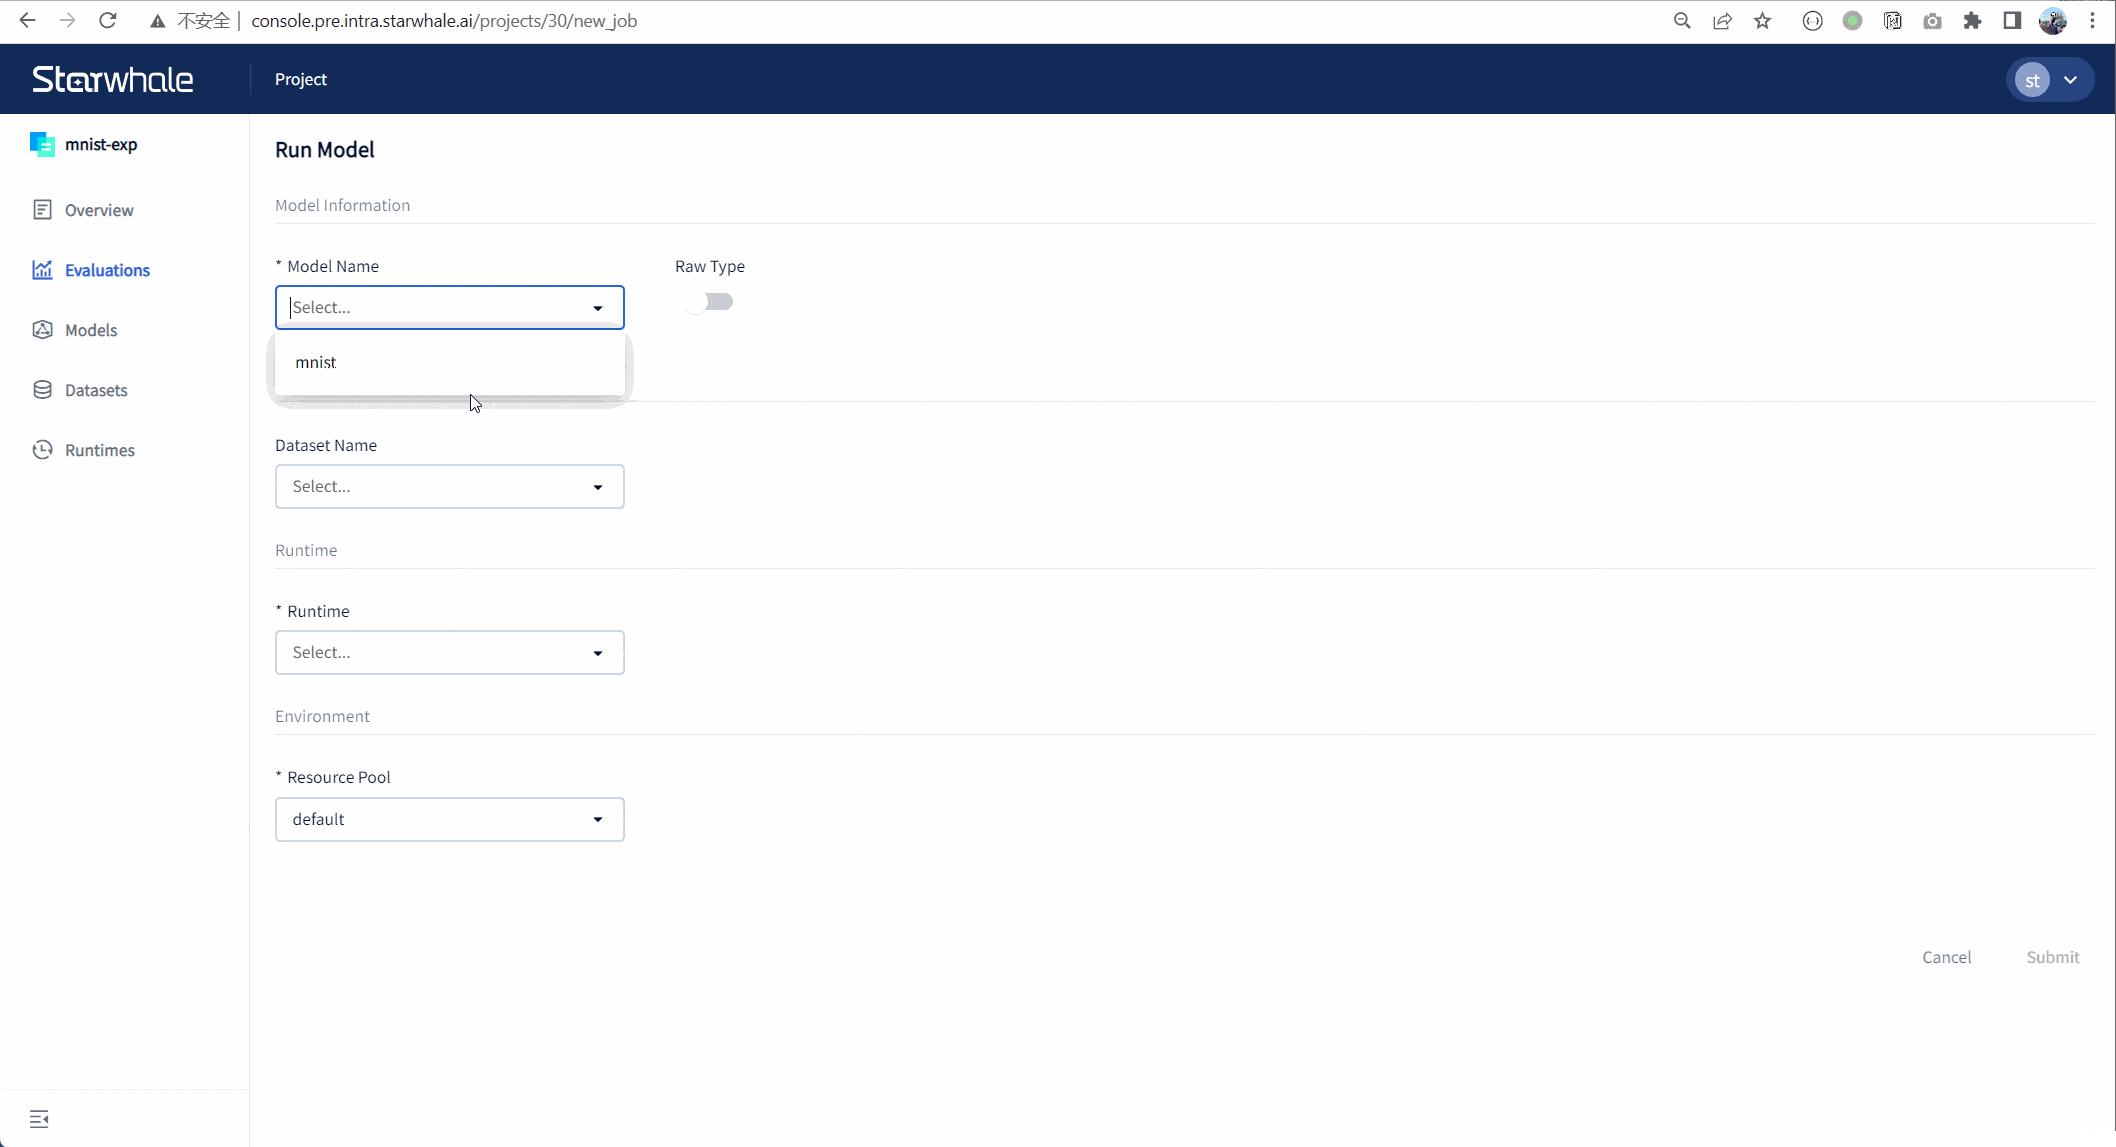 不安全 | console.pre.intra.starwhale.ai/projects/30/new_job
Starwhale
Project
st
mnist-exp
Overview
Evaluations
Models
Datasets
Runtimes
Run Model
Model Information
* Model Name
Raw Type
Select...
mnist
Dataset Name
Select...
Runtime
* Runtime
Select...
Environment
* Resource Pool
default
Cancel
Submit